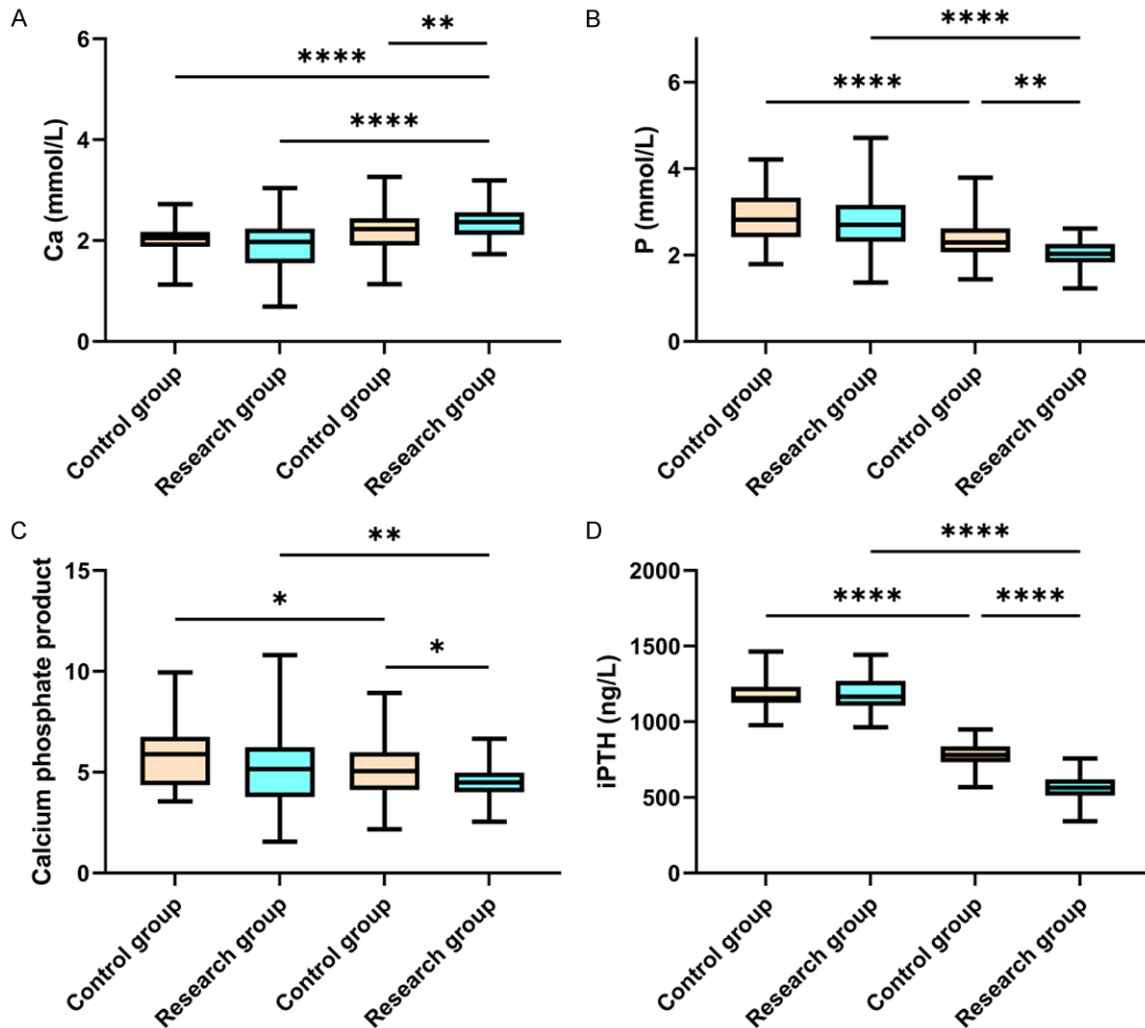 A
Ca (mmol/L)
6
4
2
0
**
****
****
Control group
Research group
Control group
Research group
B
P (mmol/L)
6
4
2
0
****
****
**
Control group
Research group
Control group
Research group
C
Calcium phosphate product
15
10
5
0
**
*
*
Control group
Research group
Control group
Research group
D
iPTH (ng/L)
2000
1500
1000
500
0
****
****
****
Control group
Research group
Control group
Research group